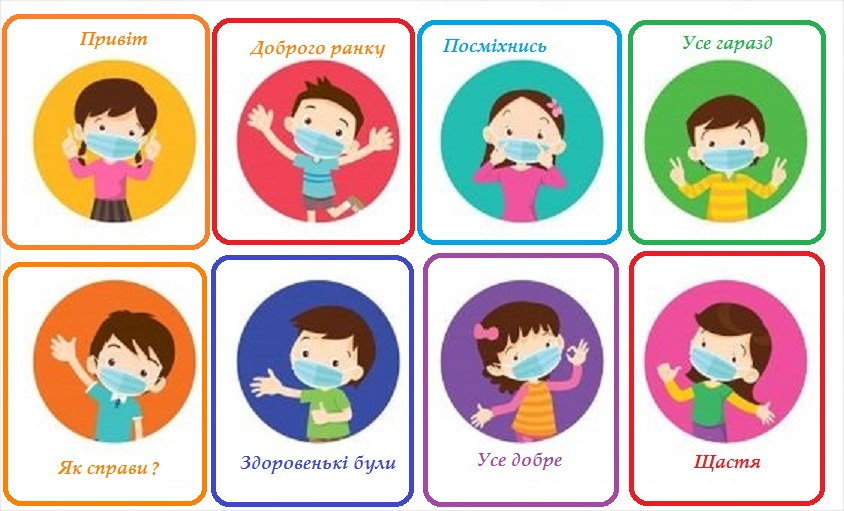 Привіт
Доброго ранку
Посміхнись
Усе гаразд
Як справи ?
Здоровенькі були
Усе добре
Щастя